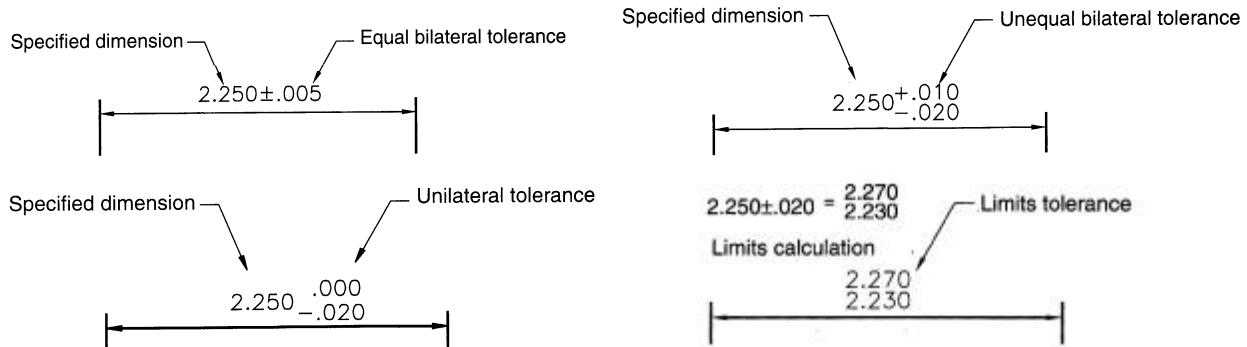 Specified dimension
Equal bilateral tolerance
2.250±.005
Specified dimension
Unequal bilateral tolerance
2.250
+.010
-.020
Specified dimension
Unilateral tolerance
2.250
.000
-.020
2.250±.020 = 2.270
2.230
Limits tolerance
Limits calculation
2.270
2.230